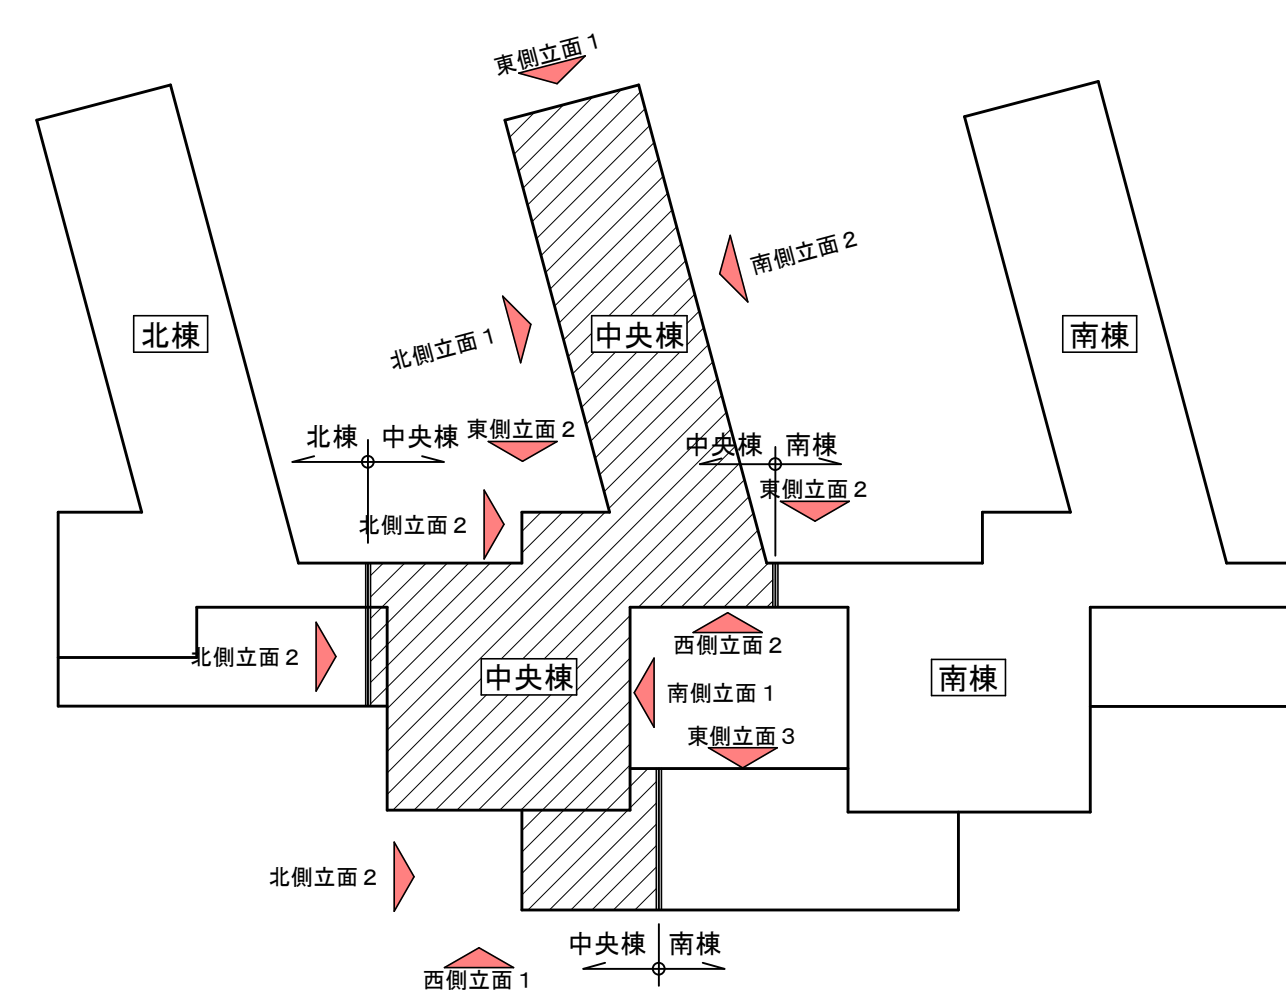 東側立面1
南側立面2
北側立面1
北棟
中央棟
南棟
北棟
中央棟
東側立面2
中央棟
南棟
東側立面2
北側立面2
北側立面2
西側立面2
中央棟
南側立面1
南棟
東側立面3
北側立面2
中央棟
南棟
西側立面1